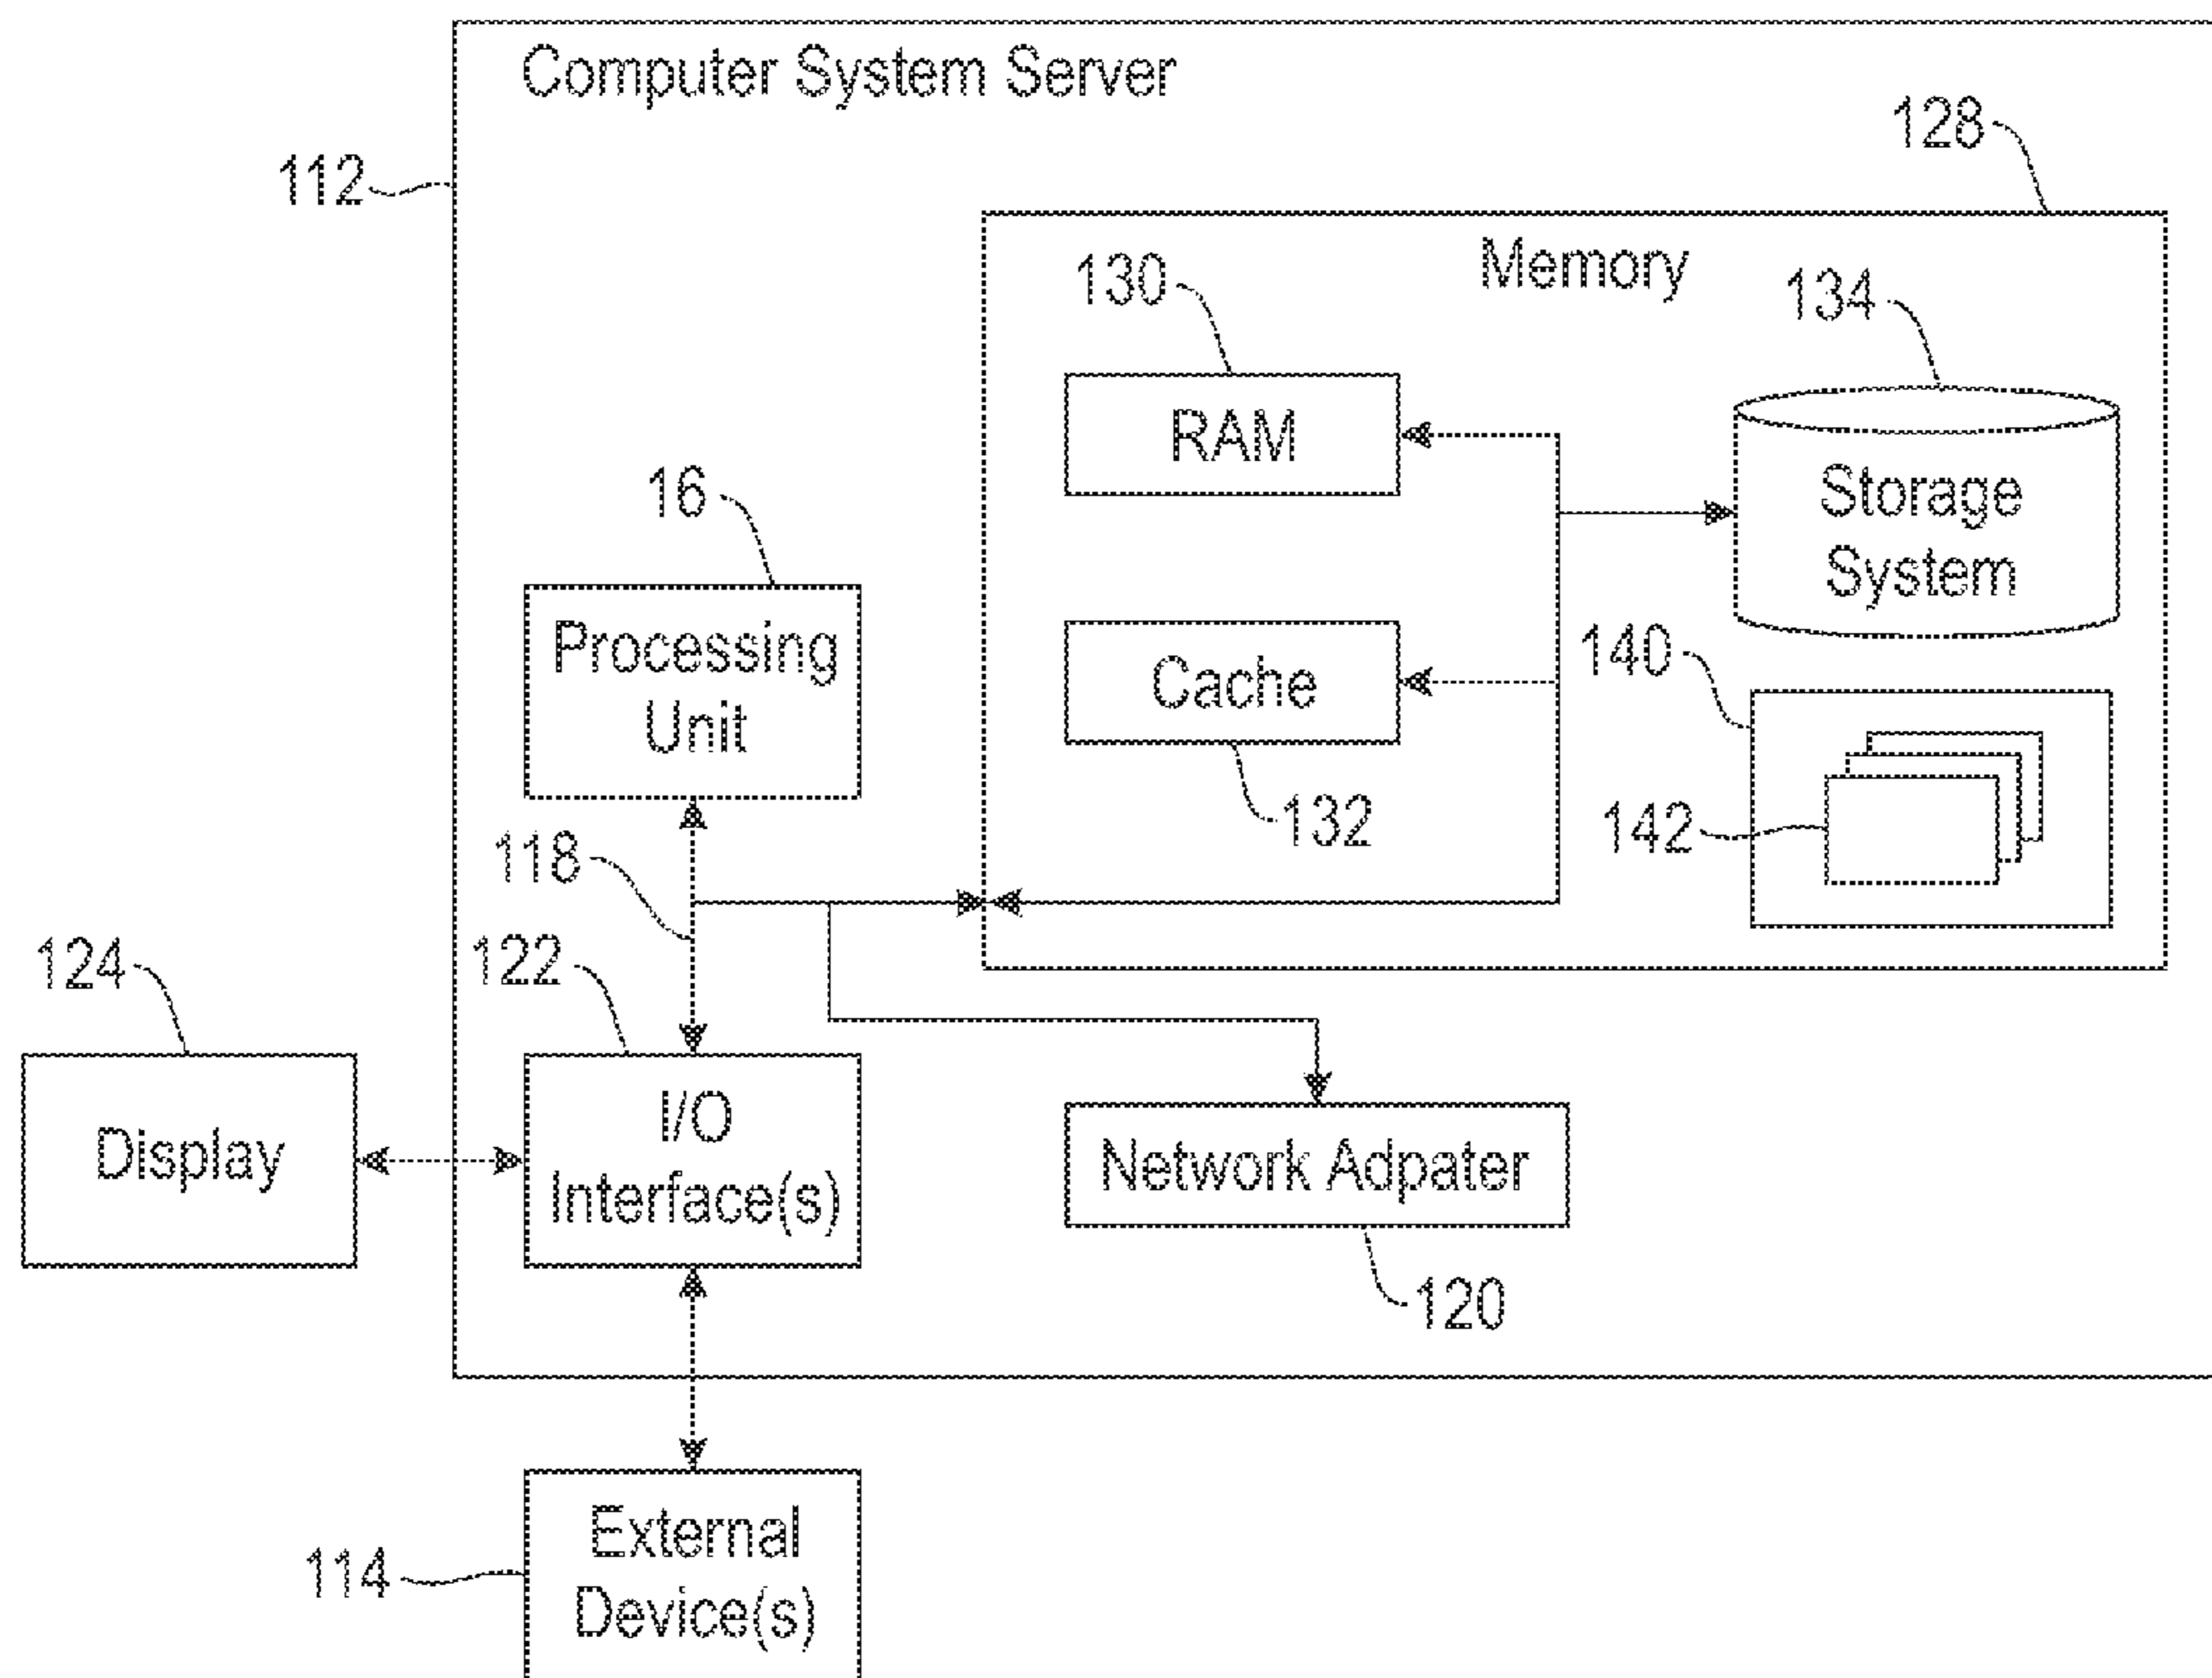 Computer System Server
128
112
Memory
130
134
RAM
16
Storage
System
Processing
Unit
140
Cache
142
132
118
124
122
Display
I/O
Interface(s)
Network Adpater
120
External
Device(s)
114